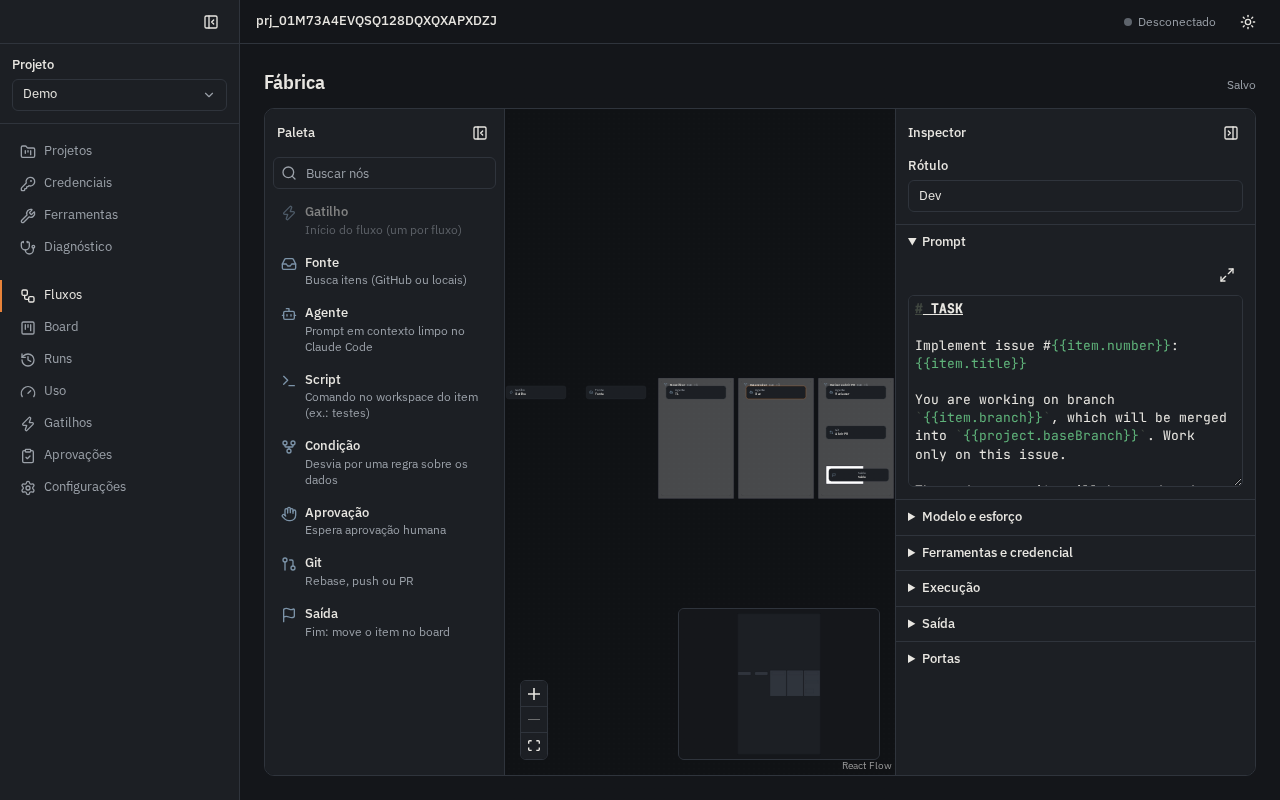 prj_01M73A4EVQSQ128DQXQXAPXDZJ
Desconectado
Projeto
Demo
Projetos
Credenciais
Ferramentas
Diagnóstico
Fluxos
Board
Runs
Uso
Gatilhos
Aprovações
Configurações
Fábrica
Salvo
Paleta
Buscar nós
Gatilho
Início do fluxo (um por fluxo)
Fonte
Busca itens (GitHub ou locais)
Agente
Prompt em contexto limpo no
Claude Code
Script
Comando no workspace do item
(ex.: testes)
Condição
Desvia por uma regra sobre os
dados
Aprovação
Espera aprovação humana
Git
Rebase, push ou PR
Saída
Fim: move o item no board
React Flow
Inspector
Rótulo
Dev
Prompt
# TASK
Implement issue #{{item.number}}:
{{item.title}}
You are working on branch
`{{item.branch}}`, which will be merged
into `{{project.baseBranch}}`. Work
only on this issue.
Modelo e esforço
Ferramentas e credencial
Execução
Saída
Portas